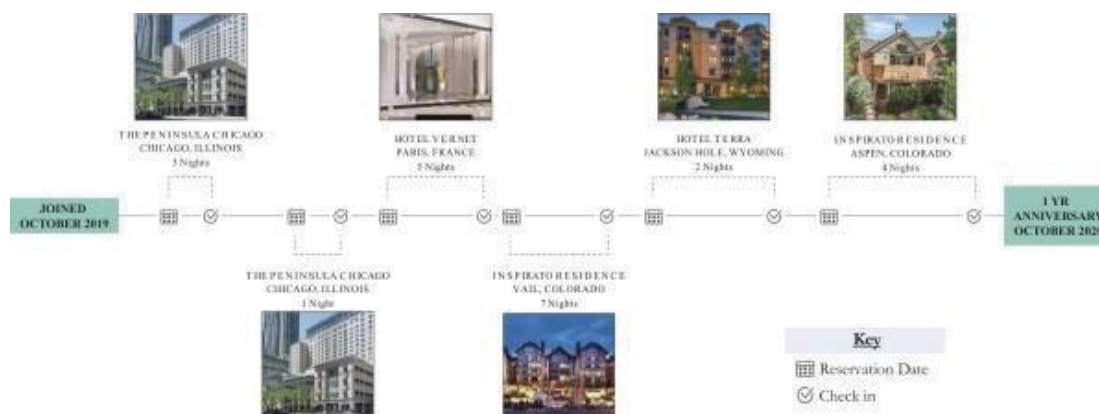 THE PENINSULA CHICAGO
CHICAGO, ILLINOIS
3 Nights
HOTEL VERNET
PARIS, FRANCE
5 Nights
HOTEL TERRA
JACKSON HOLE, WYOMING
2 Nights
INSPIRATO RESIDENCE
ASPEN, COLORADO
4 Nights
JOINED
OCTOBER 2019
1 YR
ANNIVERSARY
OCTOBER 2020
THE PENINSULA CHICAGO
CHICAGO, ILLINOIS
1 Night
INSPIRATO RESIDENCE
VAIL, COLORADO
7 Nights
Key
Reservation Date
Check in